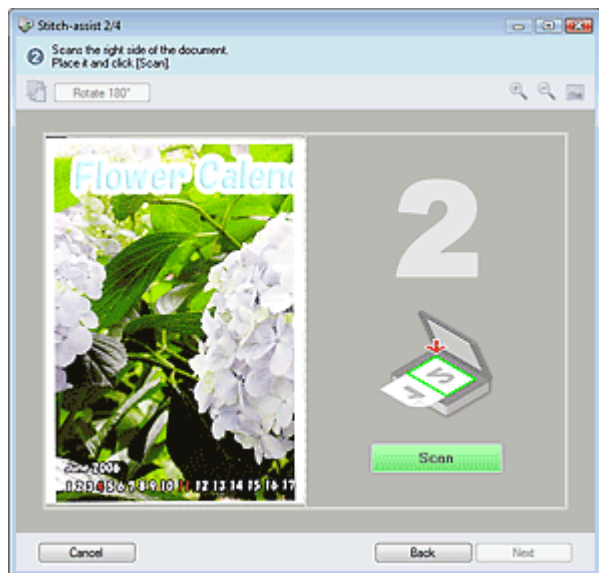 Stitch-assist 2/4
2
Scans the right side of the document.
Place it and click [Scan]
Rotate 180°
Flower Calen
2
June 2006
1 2 3 4 5 6 7 8 9 10 11 12 13 14 15 16 17
Scan
Cancel
Back
Next